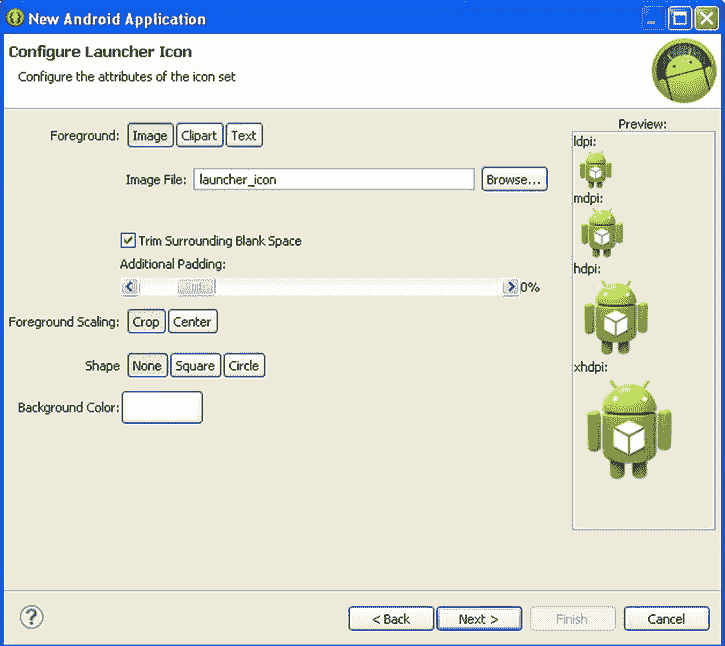 New Android Application
Configure Launcher Icon
Configure the attributes of the icon set
Preview:
Foreground: Image Clipart Text
ldpi:
Image File: launcher_icon Browse...
mdpi:
Trim Surrounding Blank Space
Additional Padding:
hdpi:
0%
Foreground Scaling: Crop Center
Shape None Square Circle
xhdpi:
Background Color:
? < Back Next > Finish Cancel